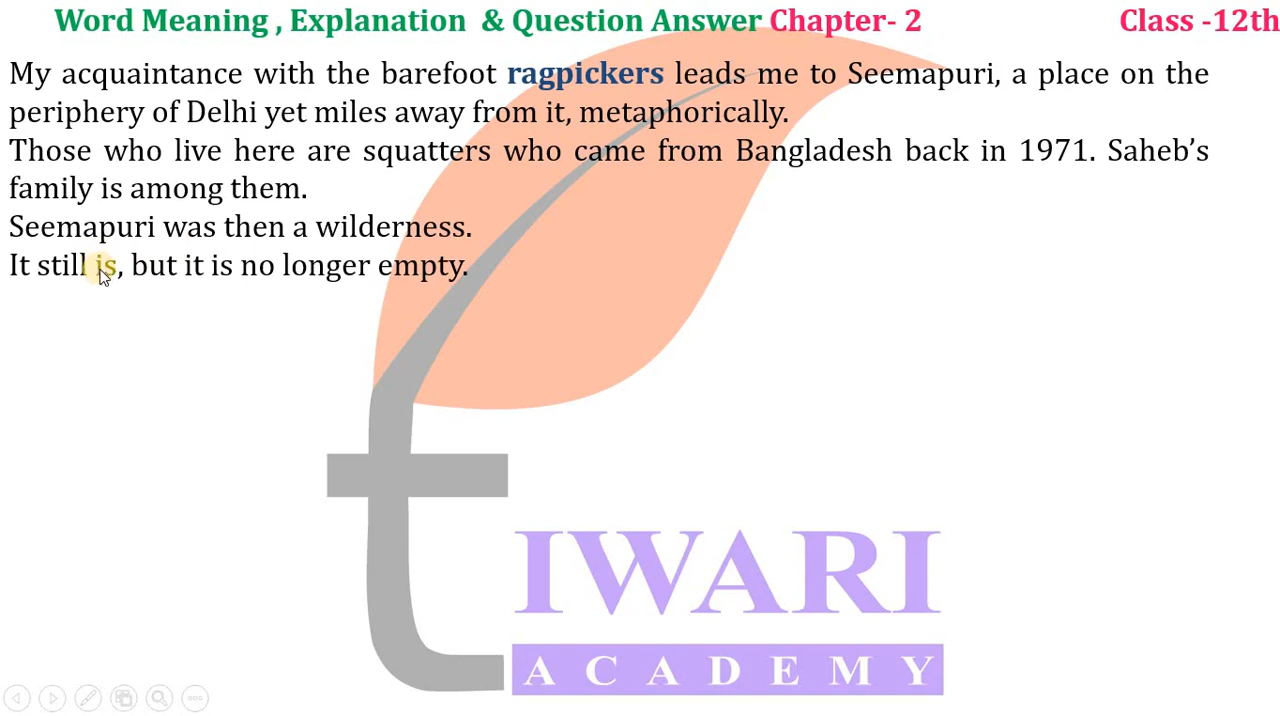 Word Meaning , Explanation & Question Answer Chapter- 2 Class -12th
My acquaintance with the barefoot ragpickers leads me to Seemapuri, a place on the
periphery of Delhi yet miles away from it, metaphorically.
Those who live here are squatters who came from Bangladesh back in 1971. Saheb’s
family is among them.
Seemapuri was then a wilderness.
It still is, but it is no longer empty.
tIWARI
ACADEMY